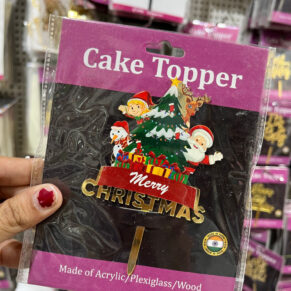 Cake Topper
Merry
CHRISTMAS
Made of Acrylic/Plexiglass/Wood